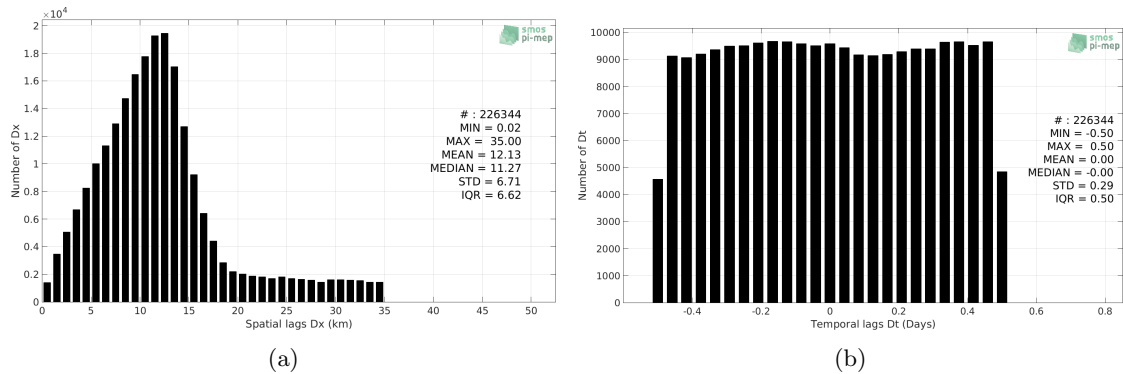 ×10⁴
2
1.8
1.6
1.4
1.2
1
0.8
0.6
0.4
0.2
0
Number of Dx
0 5 10 15 20 25 30 35 40 45 50
Spatial lags Dx (km)
smos
pi-mep
# : 226344
MIN = 0.02
MAX = 35.00
MEAN = 12.13
MEDIAN = 11.27
STD = 6.71
IQR = 6.62
(a)
10000
9000
8000
7000
6000
5000
4000
3000
2000
1000
0
Number of Dt
-0.4 -0.2 0 0.2 0.4 0.6 0.8
Temporal lags Dt (Days)
smos
pi-mep
# : 226344
MIN = -0.50
MAX = 0.50
MEAN = 0.00
MEDIAN = -0.00
STD = 0.29
IQR = 0.50
(b)